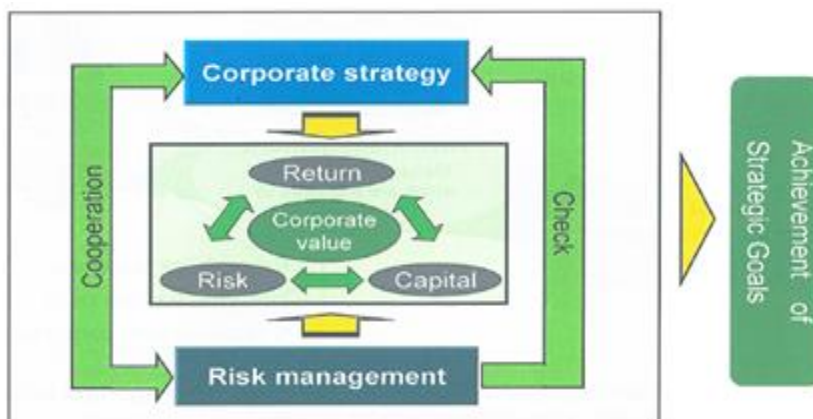 Corporate strategy
Return
Corporate
value
Risk
Capital
Risk management
Cooperation
Check
Achievement of
Strategic Goals